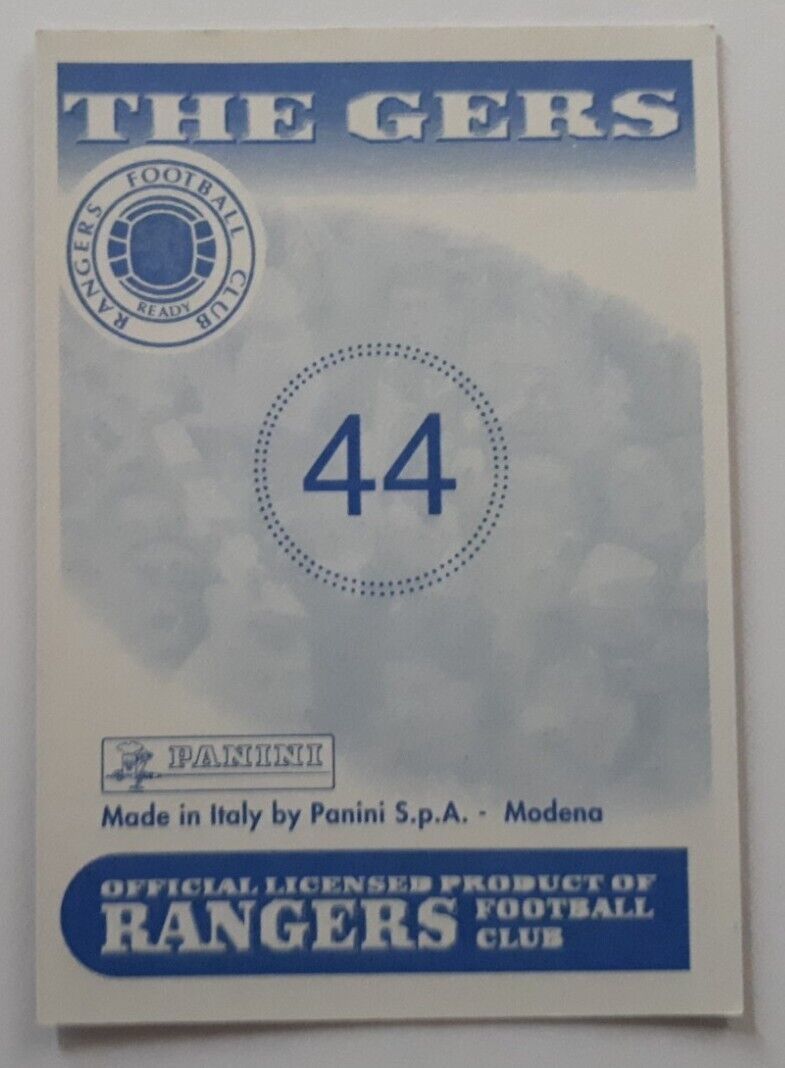 THE GERS
RANGERS FOOTBALL CLUB
READY
44
PANINI
Made in Italy by Panini S.p.A. - Modena
OFFICIAL LICENSED PRODUCT OF
RANGERS FOOTBALL
CLUB